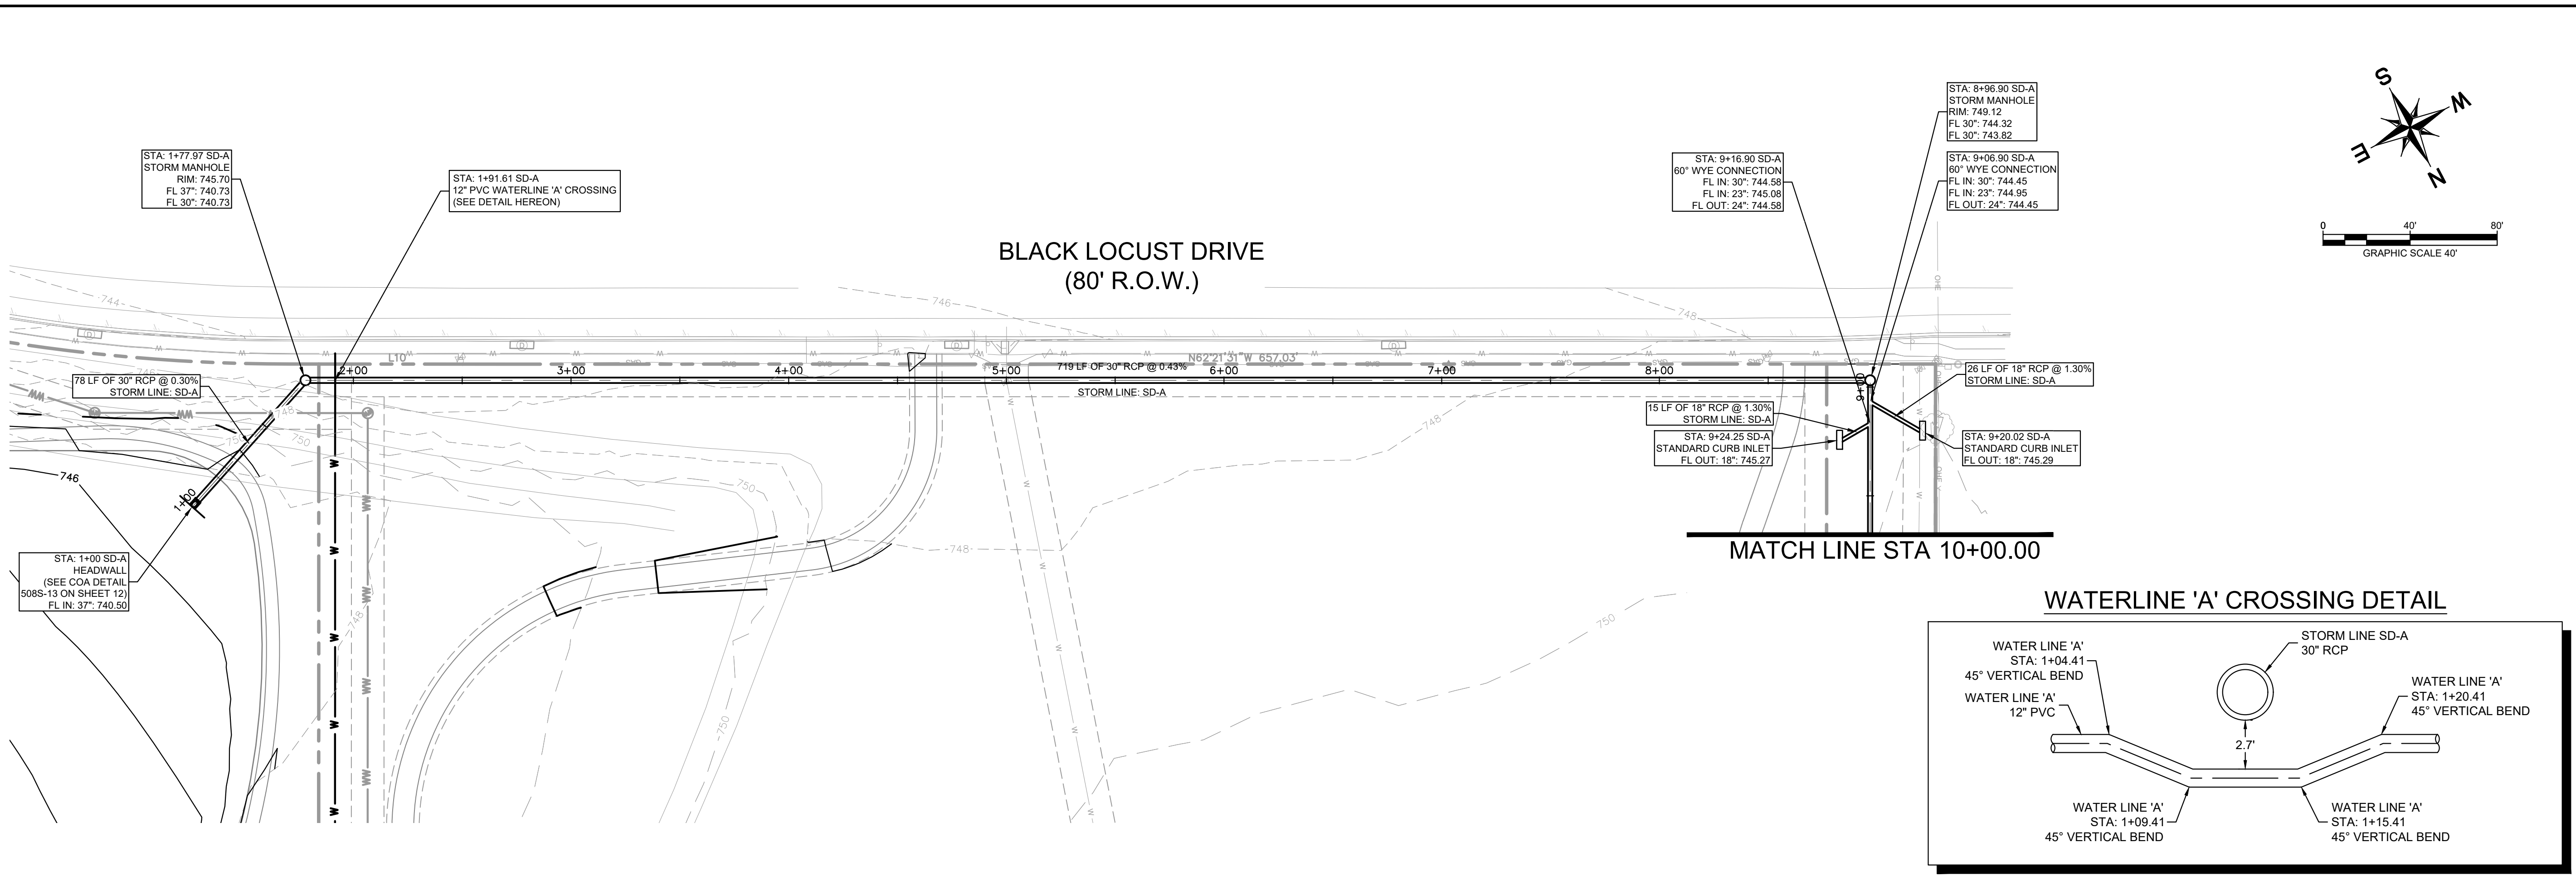 STA: 1+77.97 SD-A
STORM MANHOLE
RIM: 745.70
FL 37": 740.73
FL 30": 740.73
STA: 1+91.61 SD-A
12" PVC WATERLINE 'A' CROSSING
(SEE DETAIL HEREON)
BLACK LOCUST DRIVE
(80' R.O.W.)
STA: 9+16.90 SD-A
60° WYE CONNECTION
FL IN: 30": 744.58
FL IN: 23": 745.08
FL OUT: 24": 744.58
STA: 8+96.90 SD-A
STORM MANHOLE
RIM: 749.12
FL 30": 744.32
FL 30": 743.82
STA: 9+06.90 SD-A
60° WYE CONNECTION
FL IN: 30": 744.45
FL IN: 23": 744.95
FL OUT: 24": 744.45
S
W
E
N
0 40' 80'
GRAPHIC SCALE 40'
744
746
748
L10
N62°21'31"W 657.03'
719 LF OF 30" RCP @ 0.43%
STORM LINE: SD-A
2+00
3+00
4+00
5+00
6+00
7+00
8+00
9+00
78 LF OF 30" RCP @ 0.30%
STORM LINE: SD-A
26 LF OF 18" RCP @ 1.30%
STORM LINE: SD-A
15 LF OF 18" RCP @ 1.30%
STORM LINE: SD-A
STA: 9+24.25 SD-A
STANDARD CURB INLET
FL OUT: 18": 745.27
STA: 9+20.02 SD-A
STANDARD CURB INLET
FL OUT: 18": 745.29
746
748
750
750
748
746
1+00
750
748
748
750
750
OHE
WW
WW
W
STA: 1+00 SD-A
HEADWALL
(SEE COA DETAIL
508S-13 ON SHEET 12)
FL IN: 37": 740.50
MATCH LINE STA 10+00.00
WATERLINE 'A' CROSSING DETAIL
WATER LINE 'A'
STA: 1+04.41
45° VERTICAL BEND
WATER LINE 'A'
12" PVC
STORM LINE SD-A
30" RCP
WATER LINE 'A'
STA: 1+20.41
45° VERTICAL BEND
2.7'
WATER LINE 'A'
STA: 1+09.41
45° VERTICAL BEND
WATER LINE 'A'
STA: 1+15.41
45° VERTICAL BEND